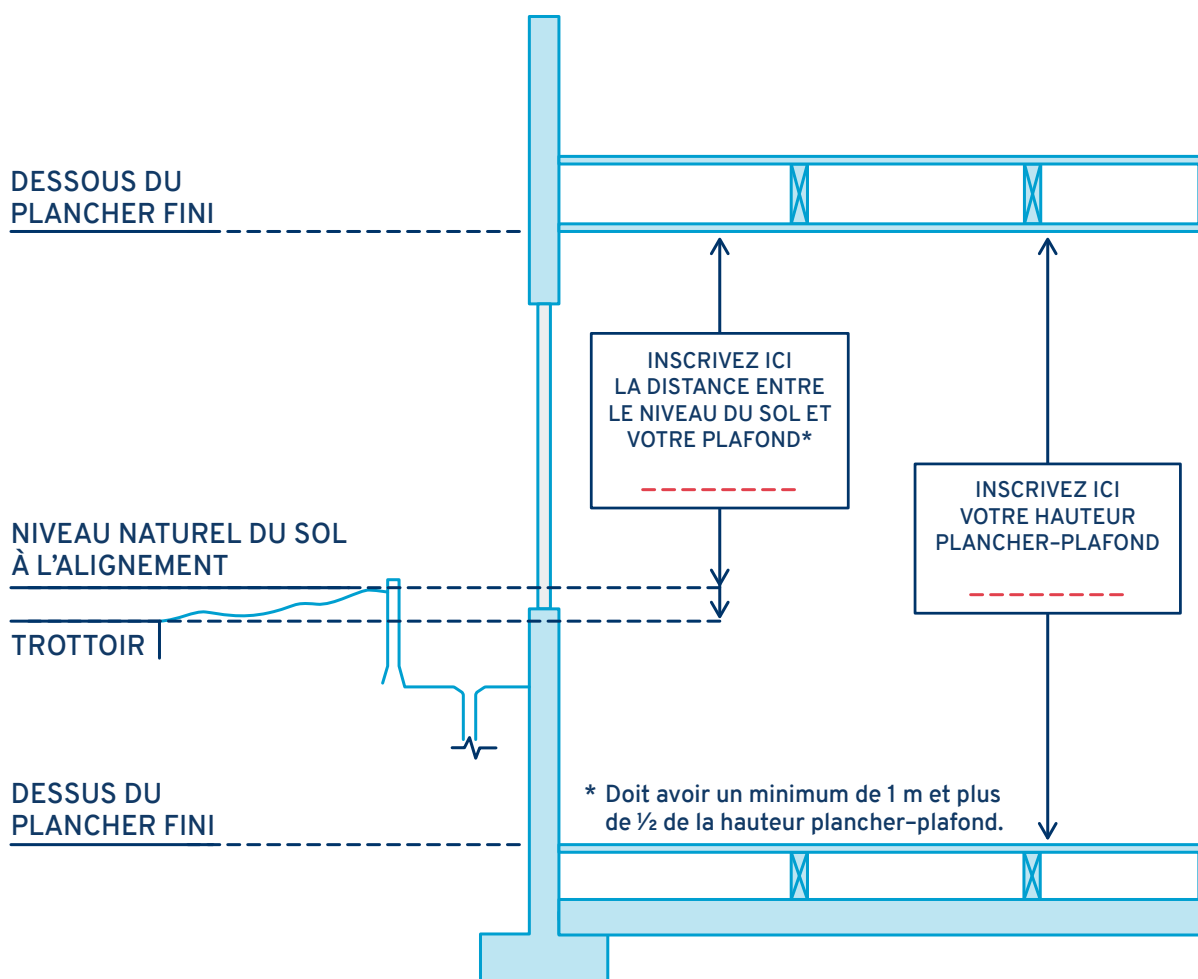 DESSOUS DU
PLANCHER FINI
INSCRIVEZ ICI
LA DISTANCE ENTRE
LE NIVEAU DU SOL ET
VOTRE PLAFOND*
INSCRIVEZ ICI
VOTRE HAUTEUR
PLANCHER–PLAFOND
NIVEAU NATUREL DU SOL
À L’ALIGNEMENT
TROTTOIR
DESSUS DU
PLANCHER FINI
* Doit avoir un minimum de 1 m et plus
de ½ de la hauteur plancher–plafond.